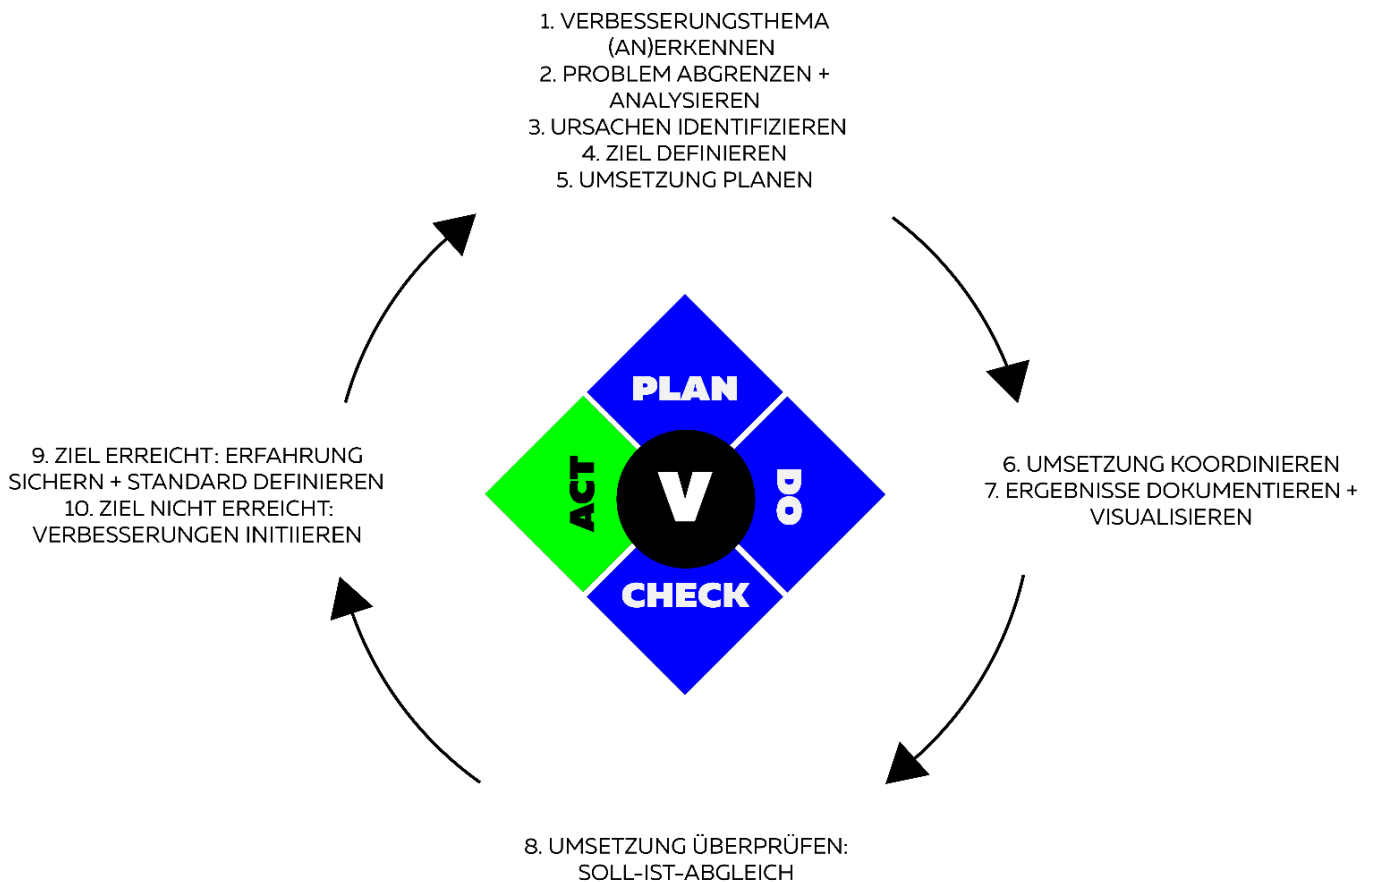 1. VERBESSERUNGSTHEMA
(AN)ERKENNEN
2. PROBLEM ABGRENZEN +
ANALYSIEREN
3. URSACHEN IDENTIFIZIEREN
4. ZIEL DEFINIEREN
5. UMSETZUNG PLANEN
PLAN
DO
CHECK
ACT
V
6. UMSETZUNG KOORDINIEREN
7. ERGEBNISSE DOKUMENTIEREN +
VISUALISIEREN
8. UMSETZUNG ÜBERPRÜFEN:
SOLL-IST-ABGLEICH
9. ZIEL ERREICHT: ERFAHRUNG
SICHERN + STANDARD DEFINIEREN
10. ZIEL NICHT ERREICHT:
VERBESSERUNGEN INITIIEREN